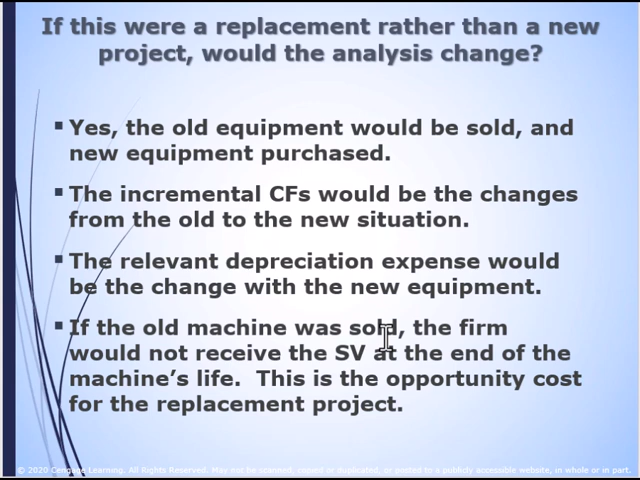 If this were a replacement rather than a new
project, would the analysis change?
▪ Yes, the old equipment would be sold, and
new equipment purchased.
▪ The incremental CFs would be the changes
from the old to the new situation.
▪ The relevant depreciation expense would
be the change with the new equipment.
▪ If the old machine was sold, the firm
would not receive the SV at the end of the
machine’s life.  This is the opportunity cost
for the replacement project.
© 2020 Cengage Learning. All Rights Reserved. May not be scanned, copied or duplicated, or posted to a publicly accessible website, in whole or in part.